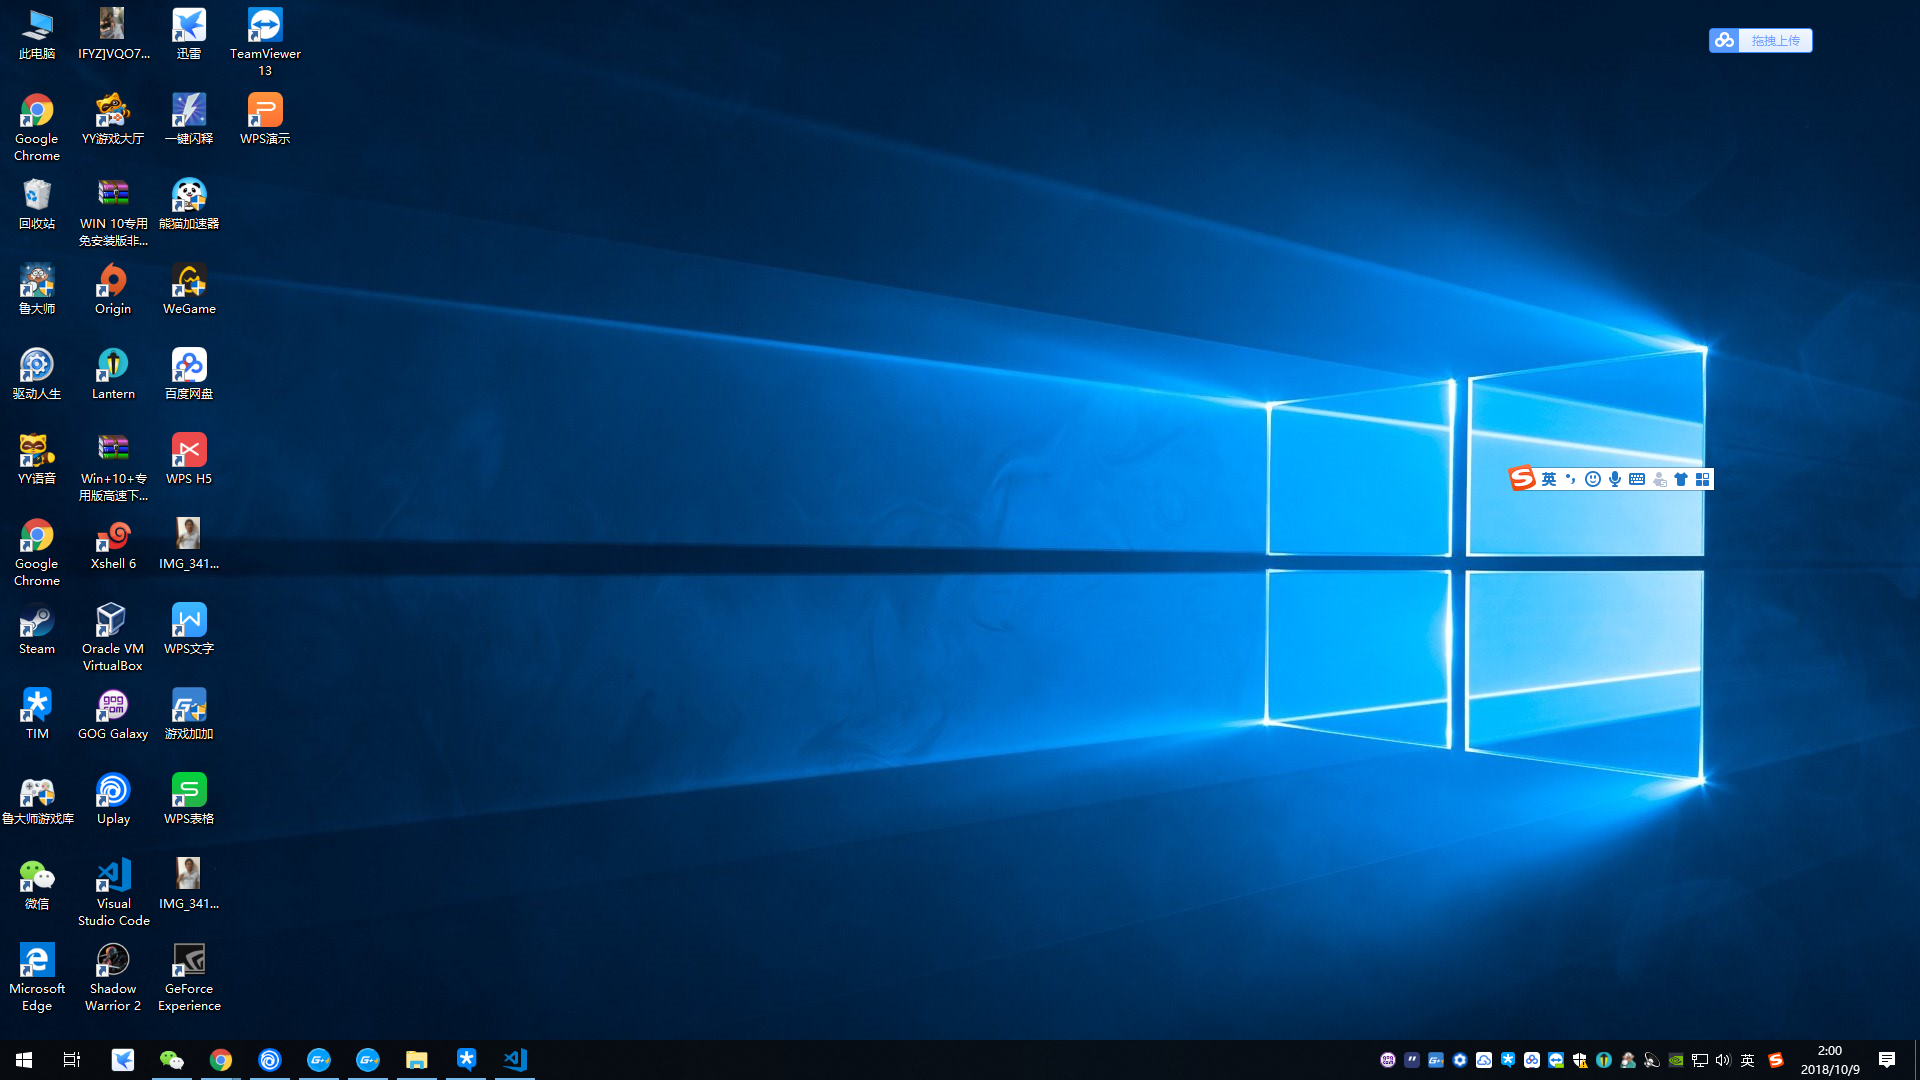 此电脑
IFYZ]VQO7...
迅雷
TeamViewer
13
拖拽上传
Google
Chrome
YY游戏大厅
一键闪释
WPS演示
回收站
WIN 10专用
免安装版非...
熊猫加速器
鲁大师
Origin
WeGame
驱动人生
Lantern
百度网盘
YY语音
Win+10+专
用版高速下...
WPS H5
英
Google
Chrome
Xshell 6
IMG_341...
Steam
Oracle VM
VirtualBox
WPS文字
TIM
GOG Galaxy
游戏加加
鲁大师游戏库
Uplay
WPS表格
微信
Visual
Studio Code
IMG_341...
Microsoft
Edge
Shadow
Warrior 2
GeForce
Experience
英
2:00
2018/10/9